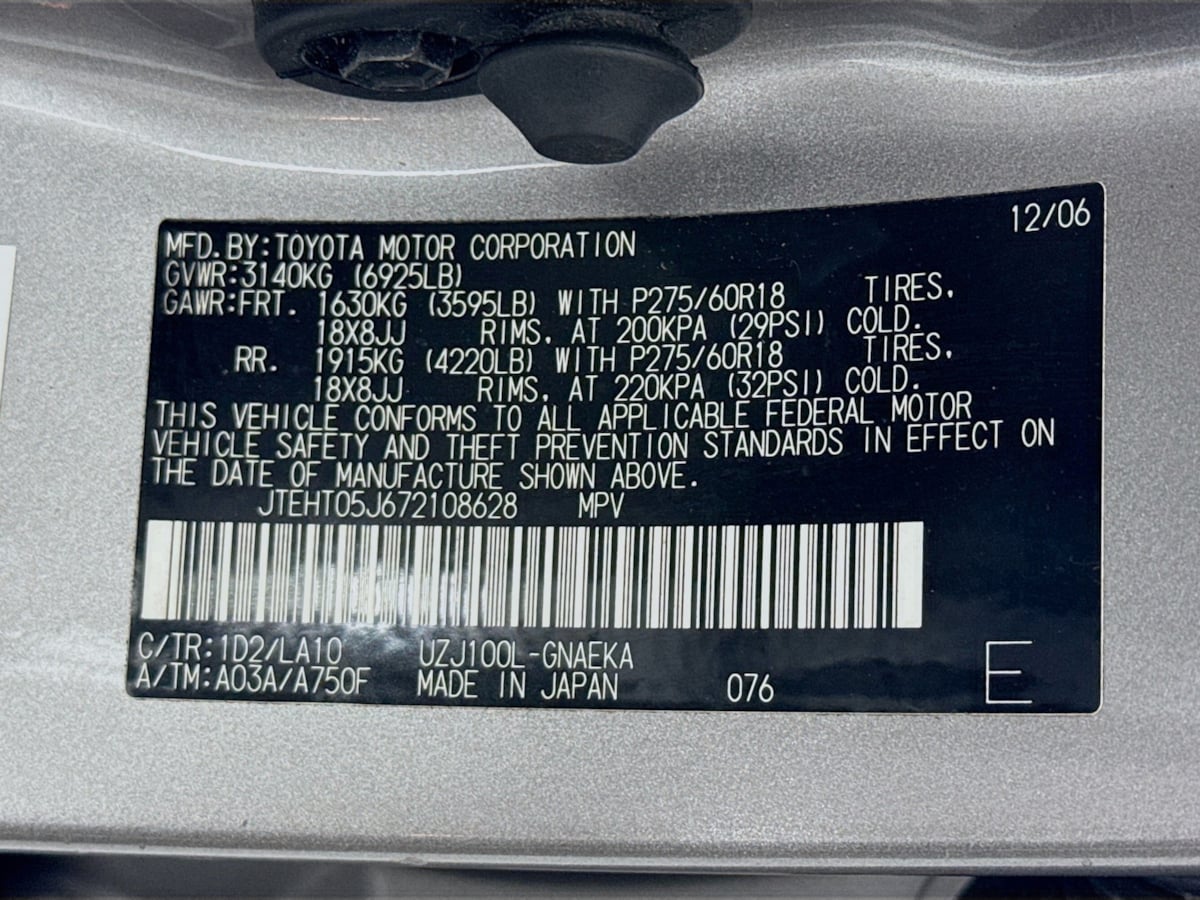 12/06
MFD. BY: TOYOTA MOTOR CORPORATION
GVWR: 3140KG (6925LB)
GAWR: FRT. 1630KG (3595LB) WITH P275/60R18 TIRES,
18X8JJ RIMS, AT 200KPA (29PSI) COLD.
RR. 1915KG (4220LB) WITH P275/60R18 TIRES,
18X8JJ RIMS, AT 220KPA (32PSI) COLD.
THIS VEHICLE CONFORMS TO ALL APPLICABLE FEDERAL MOTOR
VEHICLE SAFETY AND THEFT PREVENTION STANDARDS IN EFFECT ON
THE DATE OF MANUFACTURE SHOWN ABOVE.
JTEHT05J672108628 MPV
C/TR: 1D2/LA10 UZJ100L-GNAEKA
A/TM: A03A/A750F MADE IN JAPAN 076 E